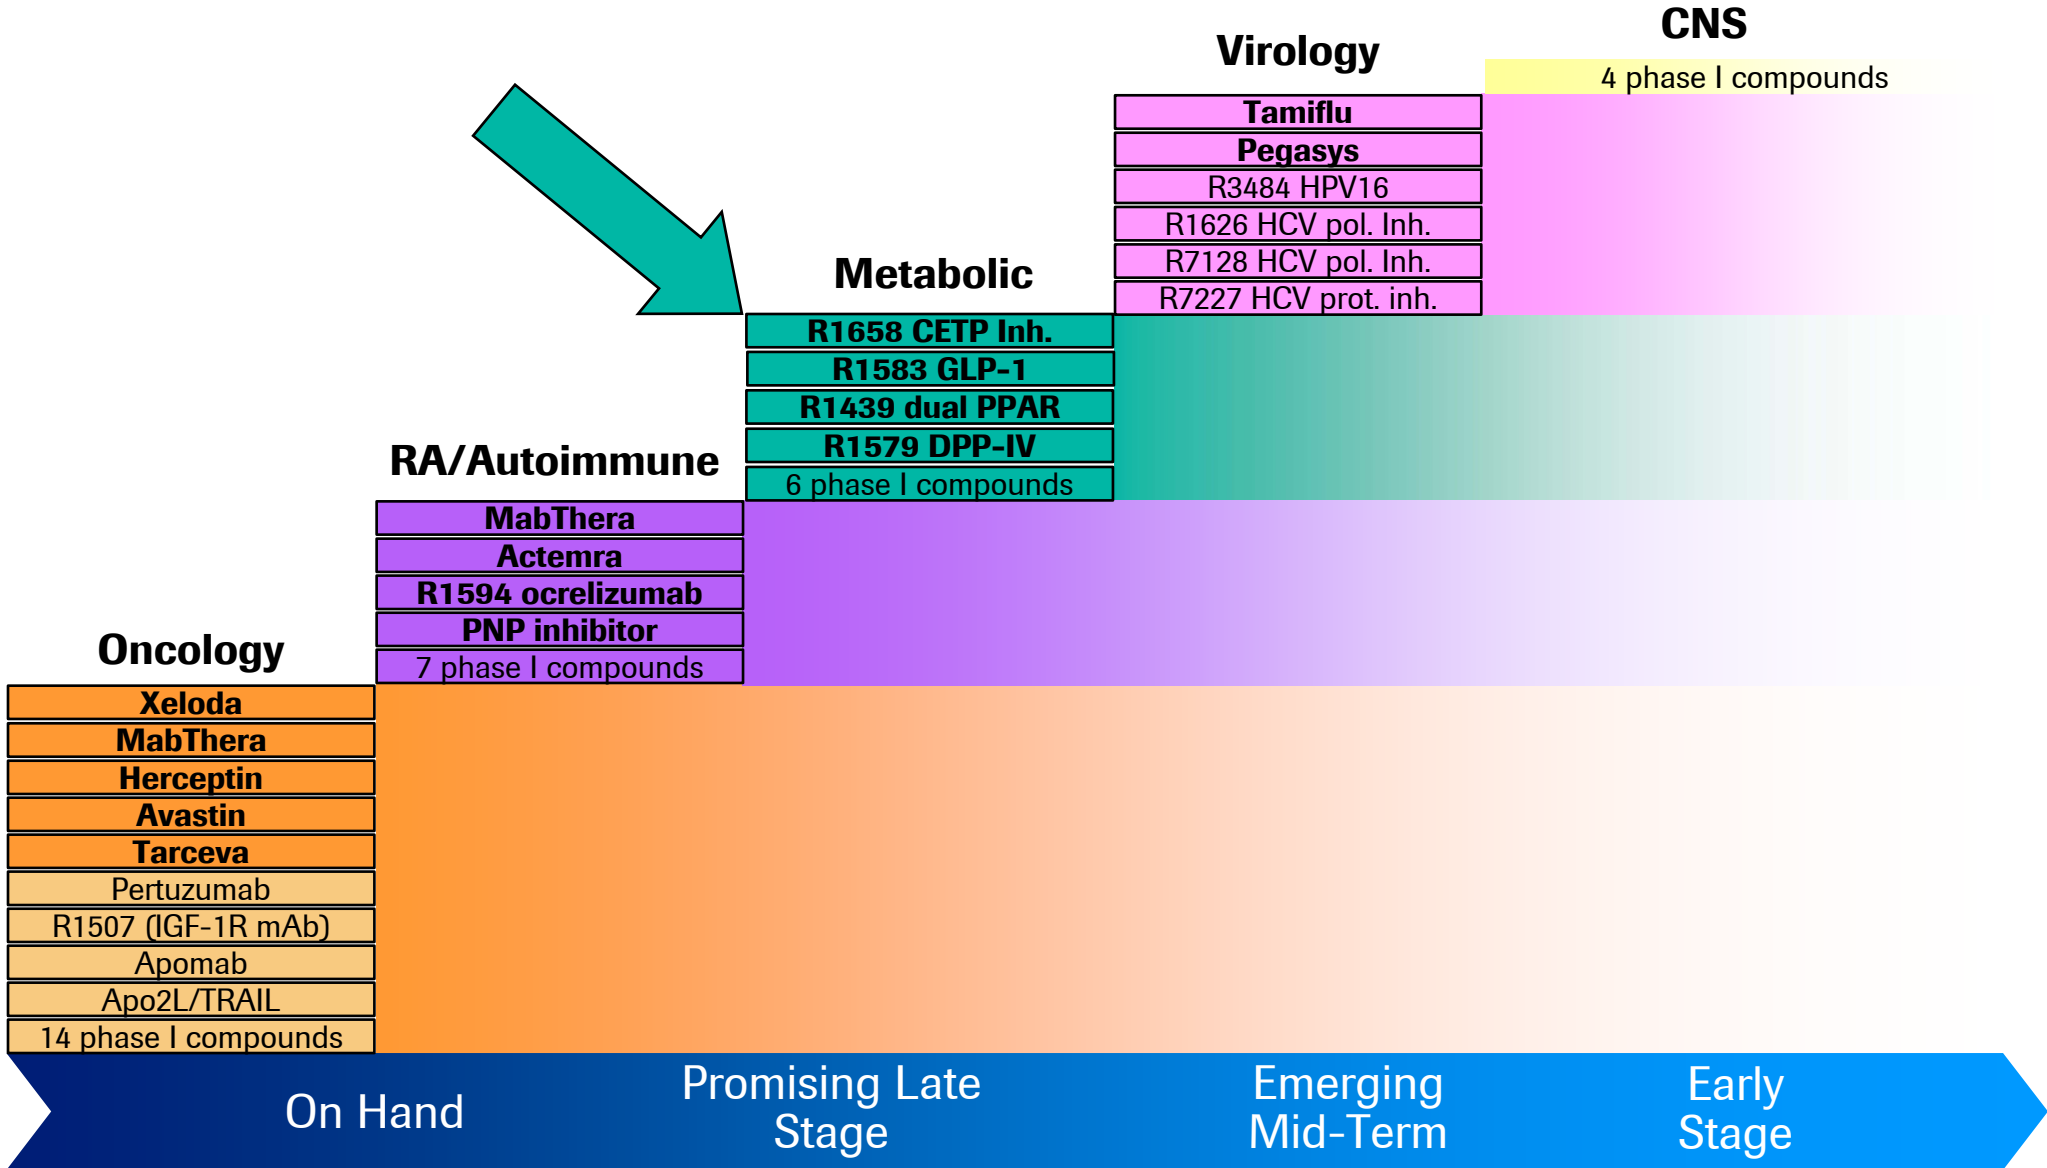 CNS
4 phase I compounds
Virology
Tamiflu
Pegasys
R3484 HPV16
R1626 HCV pol. Inh.
R7128 HCV pol. Inh.
R7227 HCV prot. inh.
Metabolic
R1658 CETP Inh.
R1583 GLP-1
R1439 dual PPAR
R1579 DPP-IV
6 phase I compounds
RA/Autoimmune
MabThera
Actemra
R1594 ocrelizumab
PNP inhibitor
7 phase I compounds
Oncology
Xeloda
MabThera
Herceptin
Avastin
Tarceva
Pertuzumab
R1507 (IGF-1R mAb)
Apomab
Apo2L/TRAIL
14 phase I compounds
On Hand
Promising Late
Stage
Emerging
Mid-Term
Early
Stage